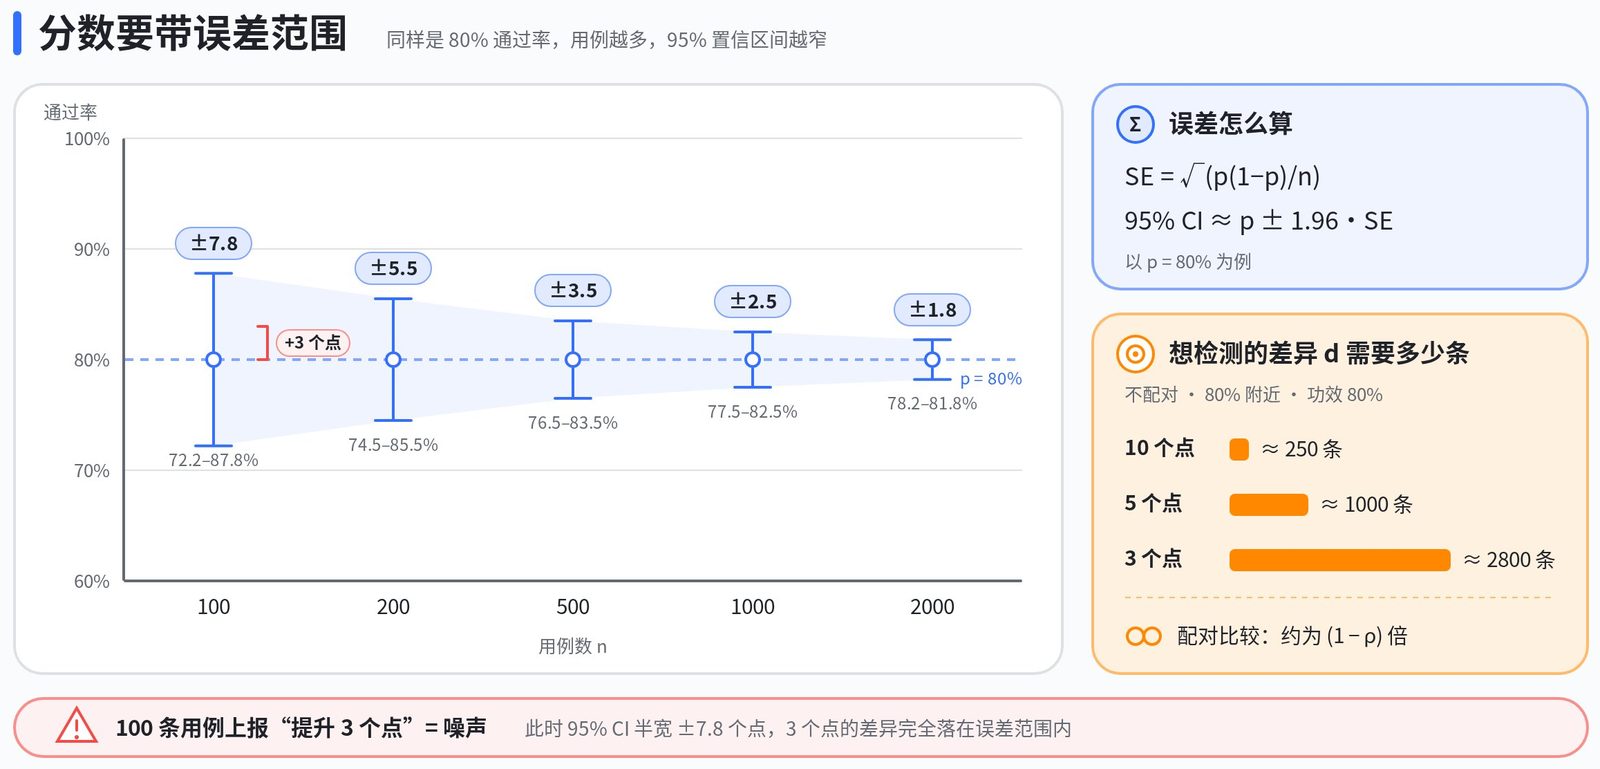 分数要带误差范围
同样是 80% 通过率，用例越多，95% 置信区间越窄
通过率
100%
90%
80%
70%
60%
±7.8
±5.5
±3.5
±2.5
±1.8
+3 个点
p = 80%
72.2–87.8%
74.5–85.5%
76.5–83.5%
77.5–82.5%
78.2–81.8%
100
200
500
1000
2000
用例数 n
Σ 误差怎么算
SE = √(p(1−p)/n)
95% CI ≈ p ± 1.96・SE
以 p = 80% 为例
想检测的差异 d 需要多少条
不配对 · 80% 附近 · 功效 80%
10 个点 ≈ 250 条
5 个点 ≈ 1000 条
3 个点 ≈ 2800 条
配对比较：约为 (1 − ρ) 倍
100 条用例上报“提升 3 个点” = 噪声
此时 95% CI 半宽 ±7.8 个点，3 个点的差异完全落在误差范围内